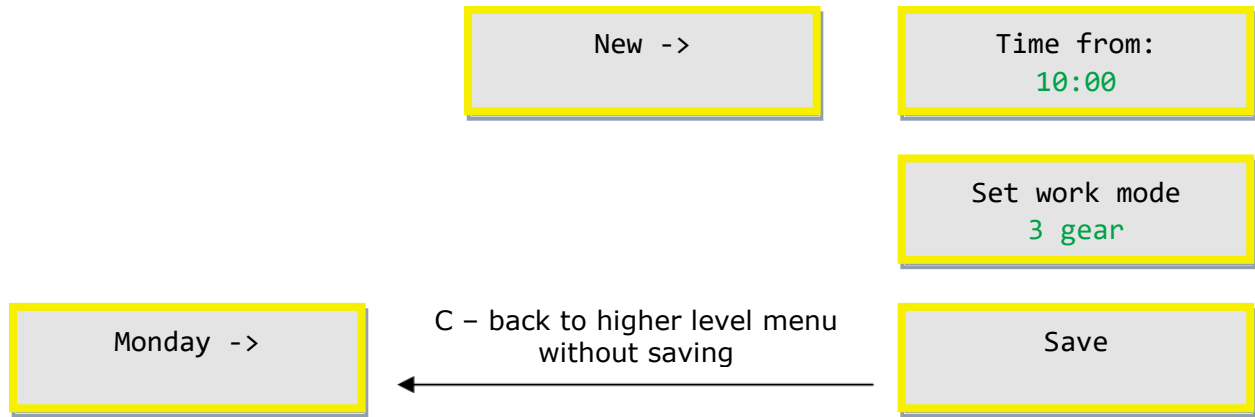 New ->
Time from:
10:00
Set work mode
3 gear
Monday ->
C – back to higher level menu
without saving
Save